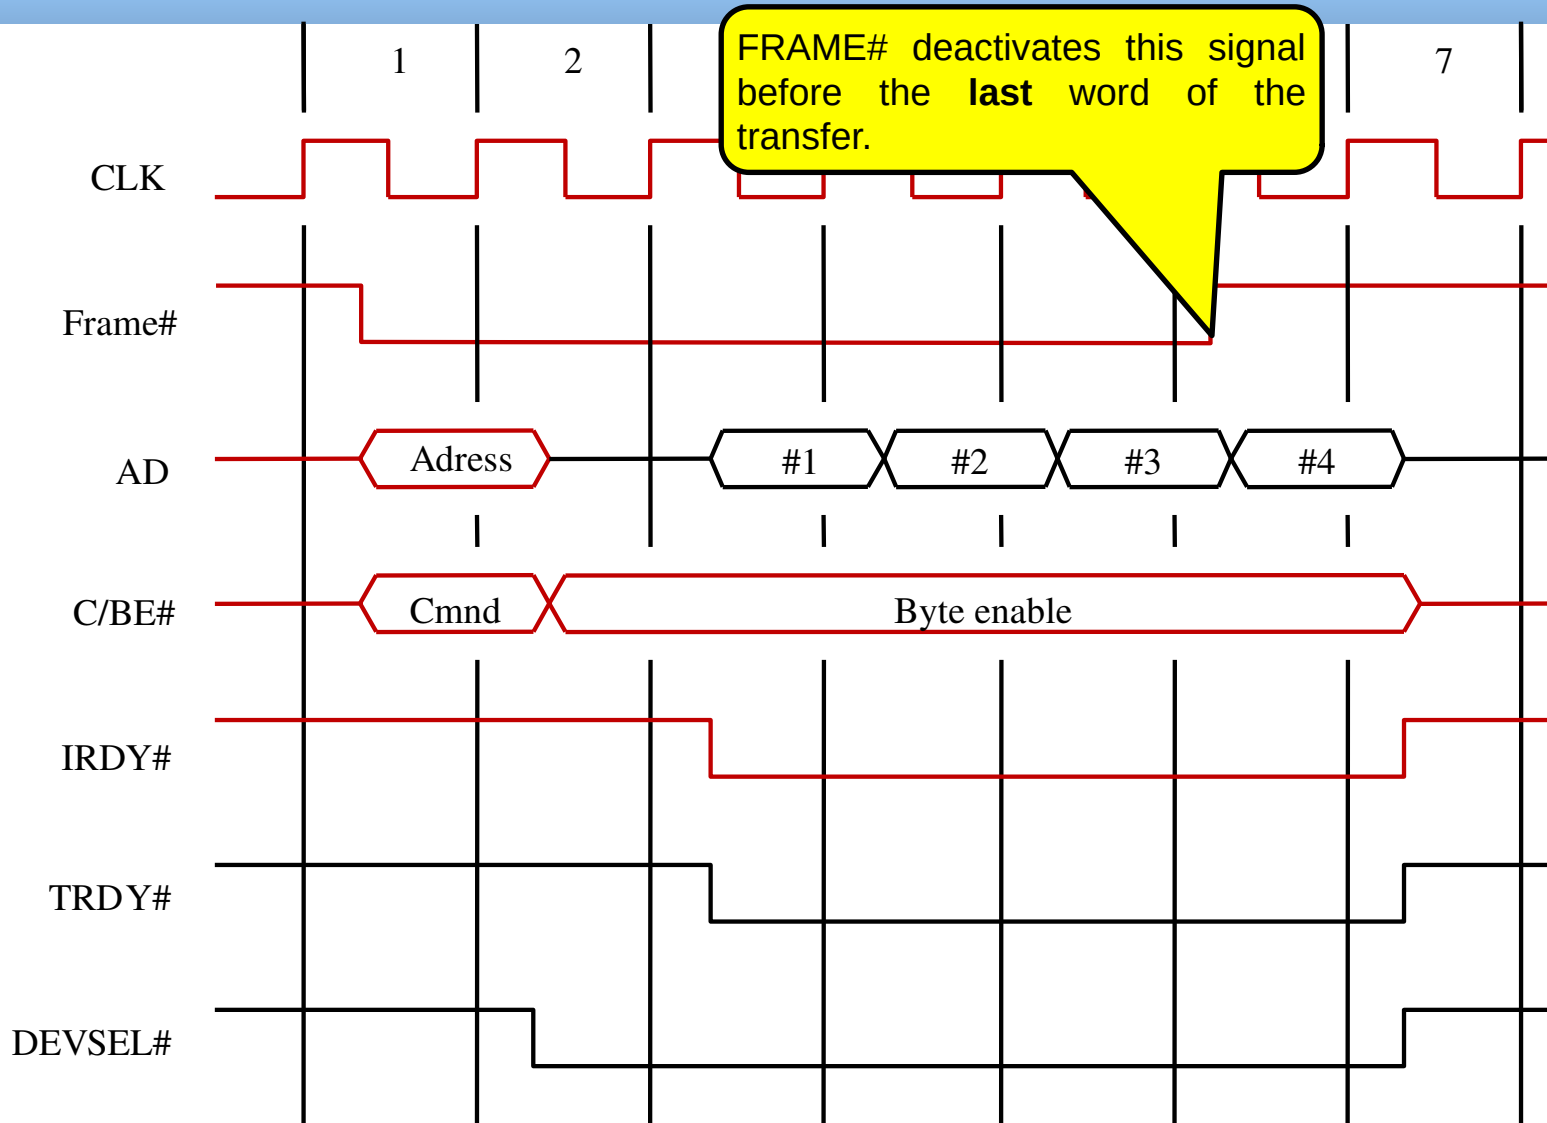 FRAME# deactivates this signal
before the last word of the
transfer.
1 2 7
CLK
Frame#
AD Adress #1 #2 #3 #4
C/BE# Cmnd Byte enable
IRDY#
TRDY#
DEVSEL#